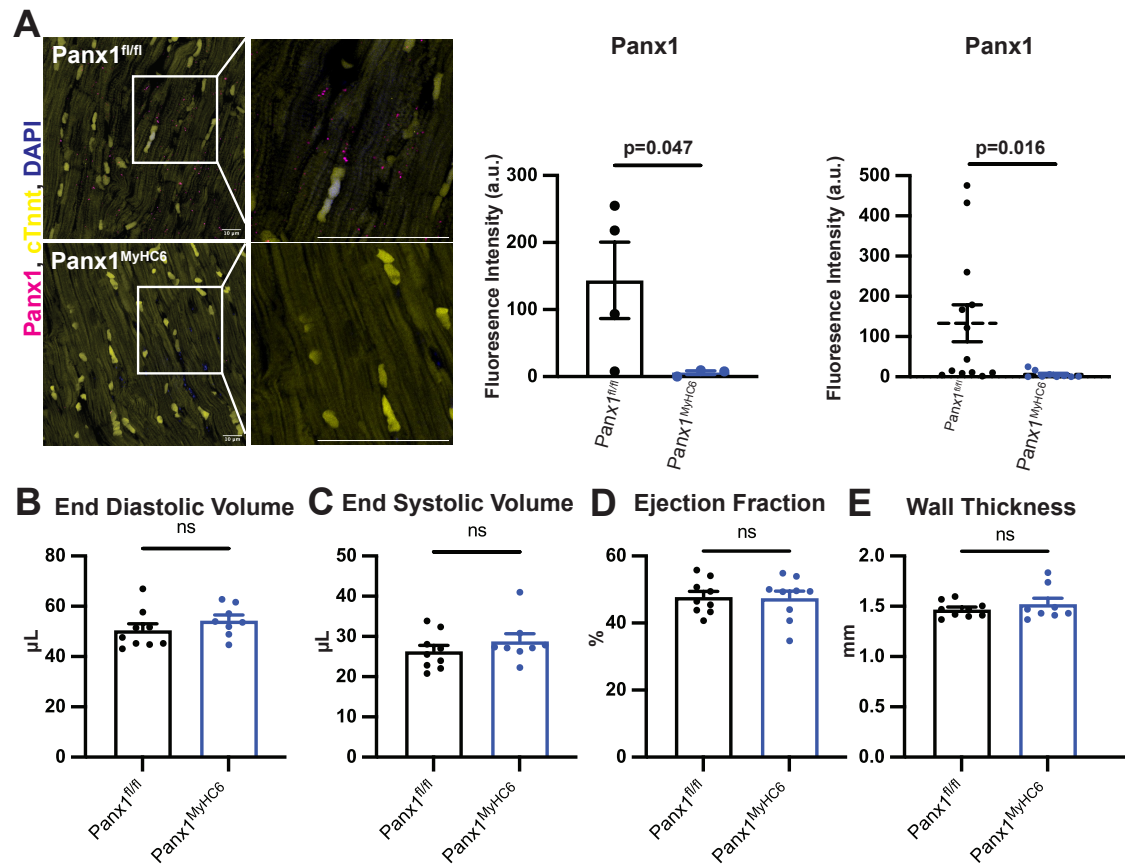 A
Panx1, cTnnt, DAPI
Panx1fl/fl
10 µm
Panx1MyHC6
10 µm
Panx1
p=0.047
Fluoresence Intensity (a.u.)
300
200
100
0
Panx1fl/fl
Panx1MyHC6
Panx1
p=0.016
Fluoresence Intensity (a.u.)
500
400
300
200
100
0
Panx1fl/fl
Panx1MyHC6
B End Diastolic Volume
ns
µL
80
60
40
20
0
Panx1fl/fl
Panx1MyHC6
C End Systolic Volume
ns
µL
50
40
30
20
10
0
Panx1fl/fl
Panx1MyHC6
D Ejection Fraction
ns
%
60
40
20
0
Panx1fl/fl
Panx1MyHC6
E Wall Thickness
ns
mm
2.0
1.5
1.0
0.5
0.0
Panx1fl/fl
Panx1MyHC6